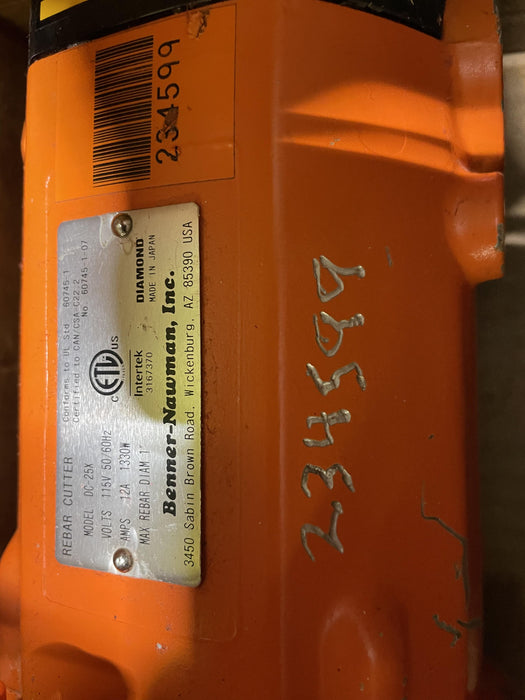 234599
REBAR CUTTER
Conforms to UL Std. 60745-1
Certified to CAN/CSA-C22.2
No. 60745-1-07
MODEL DC-25X
VOLTS 115V 50/60Hz
AMPS 12A 1330W
MAX REBAR DIAM 1"
C ETL US
Intertek
3167370
DIAMOND
MADE IN JAPAN
Benner-Nawman, Inc.
3450 Sabin Brown Road. Wickenburg, AZ 85390 USA
234599